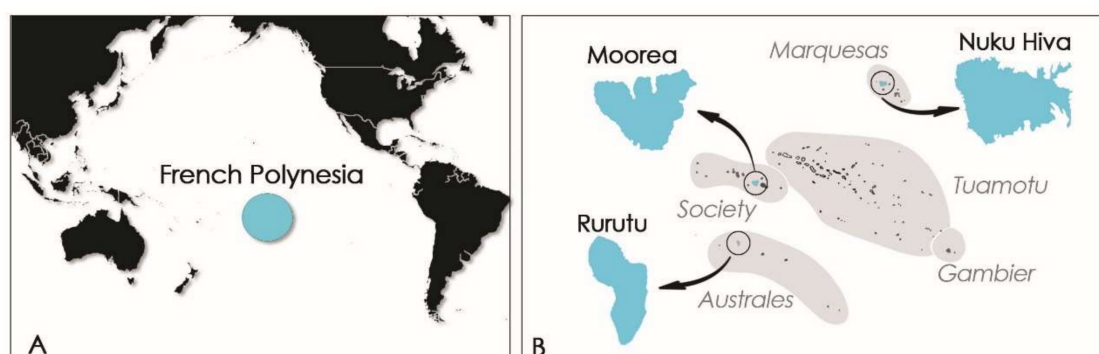 French Polynesia
A
Moorea
Marquesas
Nuku Hiva
Society
Tuamotu
Rurutu
Gambier
Australes
B